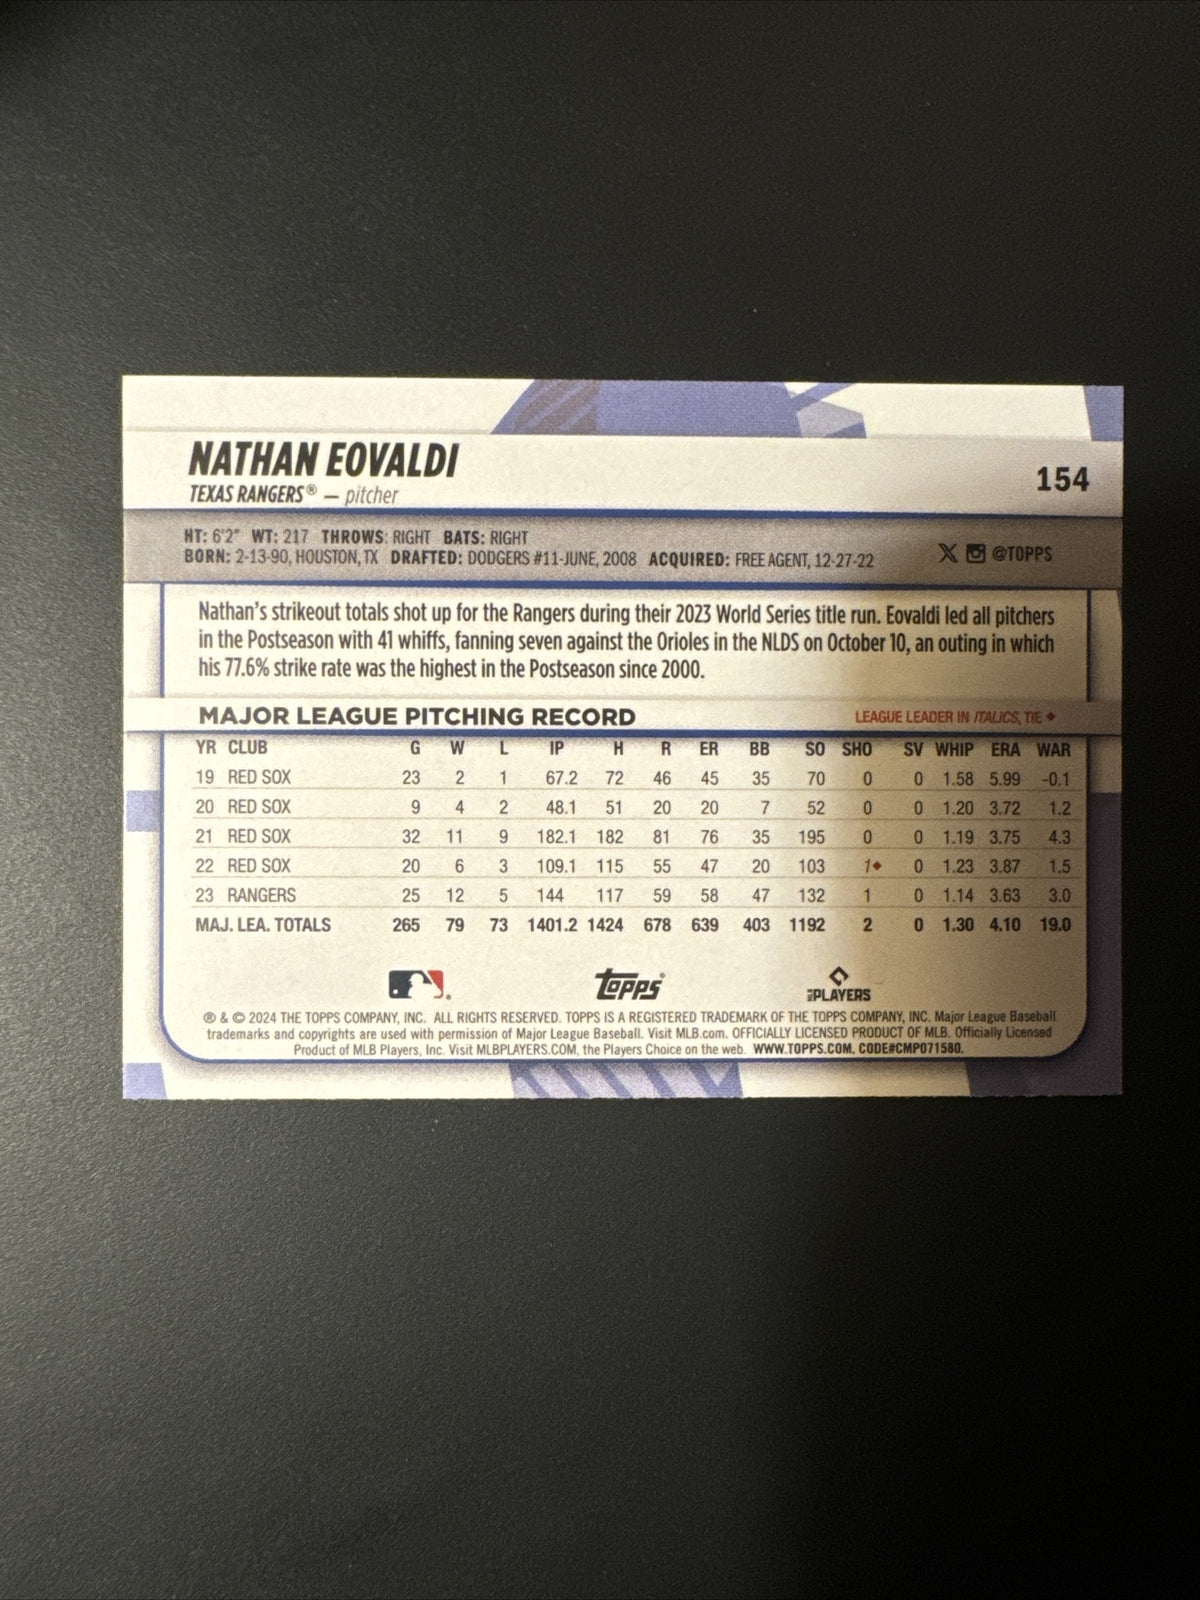 NATHAN EOVALDI
TEXAS RANGERS® — pitcher
154
HT: 6'2" WT: 217 THROWS: RIGHT BATS: RIGHT
BORN: 2-13-90, HOUSTON, TX DRAFTED: DODGERS #11-JUNE, 2008 ACQUIRED: FREE AGENT, 12-27-22
@TOPPS
Nathan's strikeout totals shot up for the Rangers during their 2023 World Series title run. Eovaldi led all pitchers
in the Postseason with 41 whiffs, fanning seven against the Orioles in the NLDS on October 10, an outing in which
his 77.6% strike rate was the highest in the Postseason since 2000.
MAJOR LEAGUE PITCHING RECORD LEAGUE LEADER IN ITALICS, TIE ♦
YR CLUB G W L IP H R ER BB SO SHO SV WHIP ERA WAR
19 RED SOX 23 2 1 67.2 72 46 45 35 70 0 0 1.58 5.99 -0.1
20 RED SOX 9 4 2 48.1 51 20 20 7 52 0 0 1.20 3.72 1.2
21 RED SOX 32 11 9 182.1 182 81 76 35 195 0 0 1.19 3.75 4.3
22 RED SOX 20 6 3 109.1 115 55 47 20 103 1♦ 0 1.23 3.87 1.5
23 RANGERS 25 12 5 144 117 59 58 47 132 1 0 1.14 3.63 3.0
MAJ. LEA. TOTALS 265 79 73 1401.2 1424 678 639 403 1192 2 0 1.30 4.10 19.0
topps
MLB PLAYERS
® & © 2024 THE TOPPS COMPANY, INC. ALL RIGHTS RESERVED. TOPPS IS A REGISTERED TRADEMARK OF THE TOPPS COMPANY, INC. Major League Baseball
trademarks and copyrights are used with permission of Major League Baseball. Visit MLB.com. OFFICIALLY LICENSED PRODUCT OF MLB. Officially Licensed
Product of MLB Players, Inc. Visit MLBPLAYERS.COM, the Players Choice on the web. WWW.TOPPS.COM. CODE#CMP071580.